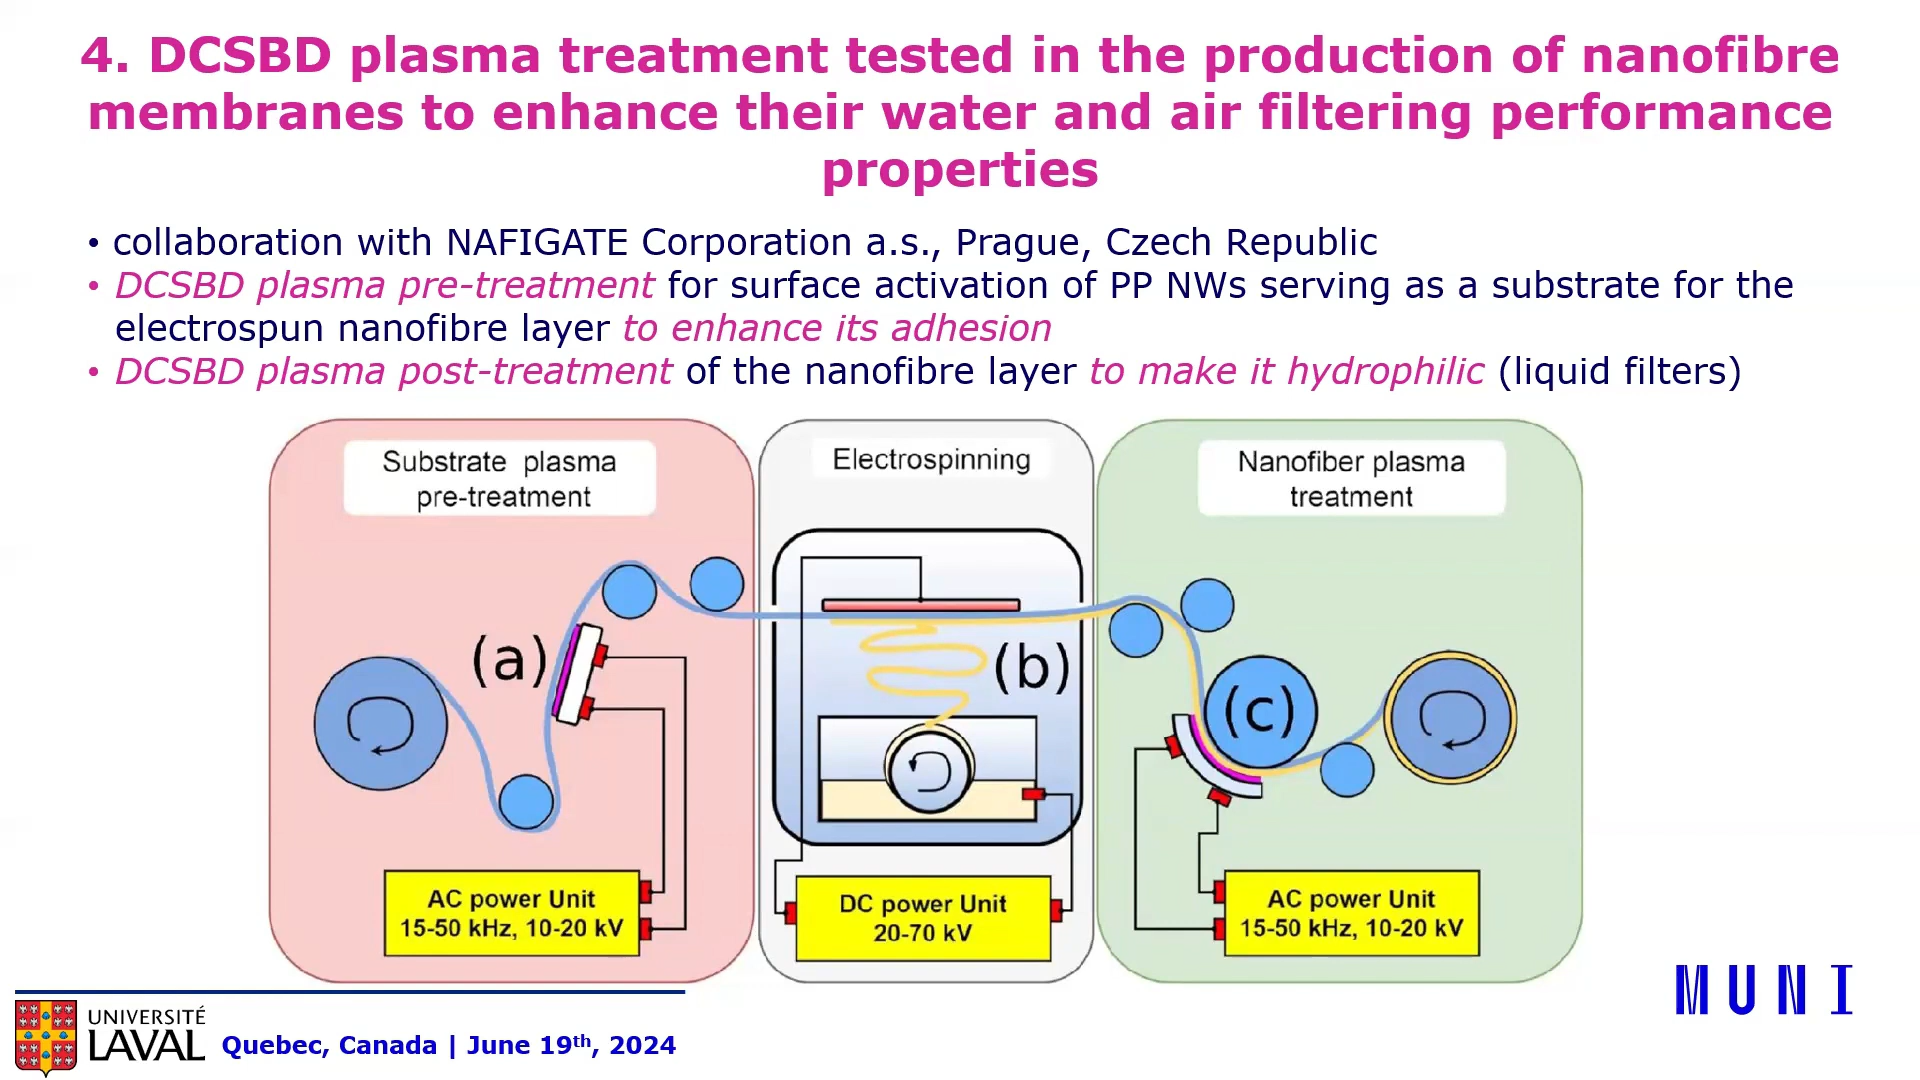 4. DCSBD plasma treatment tested in the production of nanofibre
membranes to enhance their water and air filtering performance
properties
• collaboration with NAFIGATE Corporation a.s., Prague, Czech Republic
• DCSBD plasma pre-treatment for surface activation of PP NWs serving as a substrate for the
electrospun nanofibre layer to enhance its adhesion
• DCSBD plasma post-treatment of the nanofibre layer to make it hydrophilic (liquid filters)
Substrate plasma
pre-treatment
(a)
AC power Unit
15-50 kHz, 10-20 kV
Electrospinning
(b)
DC power Unit
20-70 kV
Nanofiber plasma
treatment
(c)
AC power Unit
15-50 kHz, 10-20 kV
UNIVERSITÉ
LAVAL
Quebec, Canada | June 19th, 2024
MUNI